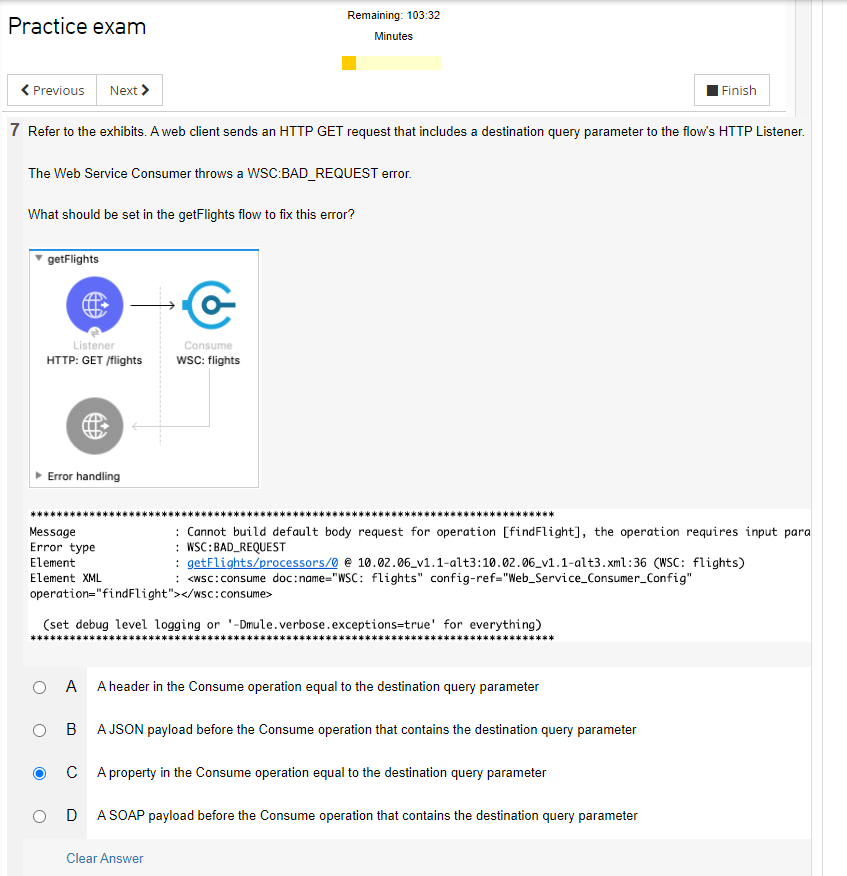 Practice exam
Remaining: 103:32
Minutes
Previous
Next
Finish
7 Refer to the exhibits. A web client sends an HTTP GET request that includes a destination query parameter to the flow's HTTP Listener.
The Web Service Consumer throws a WSC:BAD_REQUEST error.
What should be set in the getFlights flow to fix this error?
getFlights
Listener
HTTP: GET /flights
Consume
WSC: flights
Error handling
********************************************************************************
Message : Cannot build default body request for operation [findFlight], the operation requires input para
Error type : WSC:BAD_REQUEST
Element : getFlights/processors/0 @ 10.02.06_v1.1-alt3:10.02.06_v1.1-alt3.xml:36 (WSC: flights)
Element XML : <wsc:consume doc:name="WSC: flights" config-ref="Web_Service_Consumer_Config"
operation="findFlight"></wsc:consume>
(set debug level logging or '-Dmule.verbose.exceptions=true' for everything)
********************************************************************************
A A header in the Consume operation equal to the destination query parameter
B A JSON payload before the Consume operation that contains the destination query parameter
C A property in the Consume operation equal to the destination query parameter
D A SOAP payload before the Consume operation that contains the destination query parameter
Clear Answer